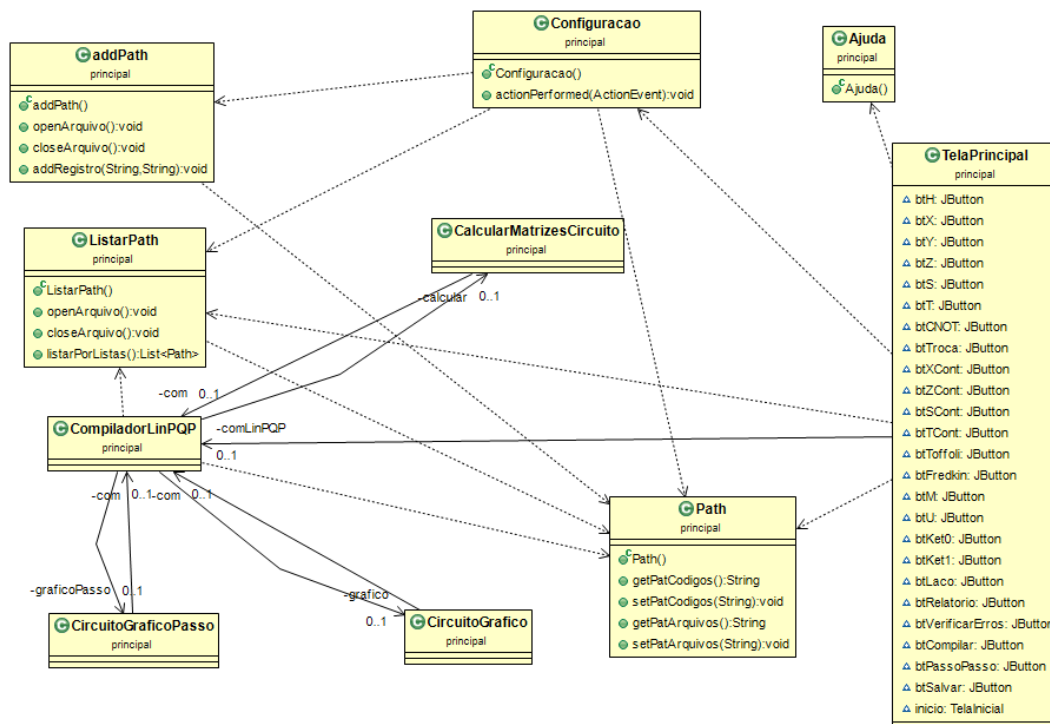 Configuracao
principal
Configuracao()
actionPerformed(ActionEvent):void
Ajuda
principal
Ajuda()
addPath
principal
addPath()
openArquivo():void
closeArquivo():void
addRegistro(String,String):void
TelaPrincipal
principal
btH: JButton
btX: JButton
btY: JButton
btZ: JButton
btS: JButton
btT: JButton
btCNOT: JButton
btTroca: JButton
btXCont: JButton
btZCont: JButton
btSCont: JButton
btTCont: JButton
btToffoli: JButton
btFredkin: JButton
btM: JButton
btU: JButton
btKet0: JButton
btKet1: JButton
btLaco: JButton
btRelatorio: JButton
btVerificarErros: JButton
btCompilar: JButton
btPassoPasso: JButton
btSalvar: JButton
inicio: TelaInicial
ListarPath
principal
ListarPath()
openArquivo():void
closeArquivo():void
listarPorListas():List<Path>
CalcularMatrizesCircuito
principal
-calcular 0..1
-com 0..1
CompiladorLinPQP
principal
-comLinPQP
0..1
-com 0..1
-com 0..1
Path
principal
Path()
getPatCodigos():String
setPatCodigos(String):void
getPatArquivos():String
setPatArquivos(String):void
-graficoPasso 0..1
-grafico
0..1
CircuitoGraficoPasso
principal
CircuitoGrafico
principal